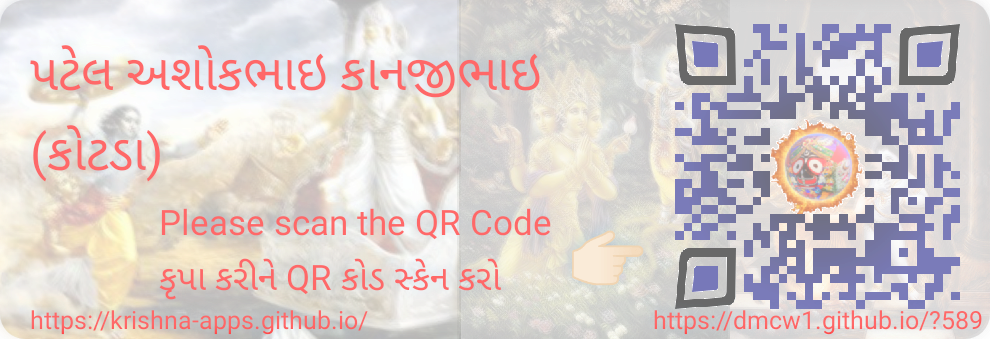 પટેલ અશોકભાઇ કાનજીભાઇ
(કોટડા)
Please scan the QR Code
કૃપા કરીને QR કોડ સ્કેન કરો
https://krishna-apps.github.io/
https://dmcw1.github.io/?589